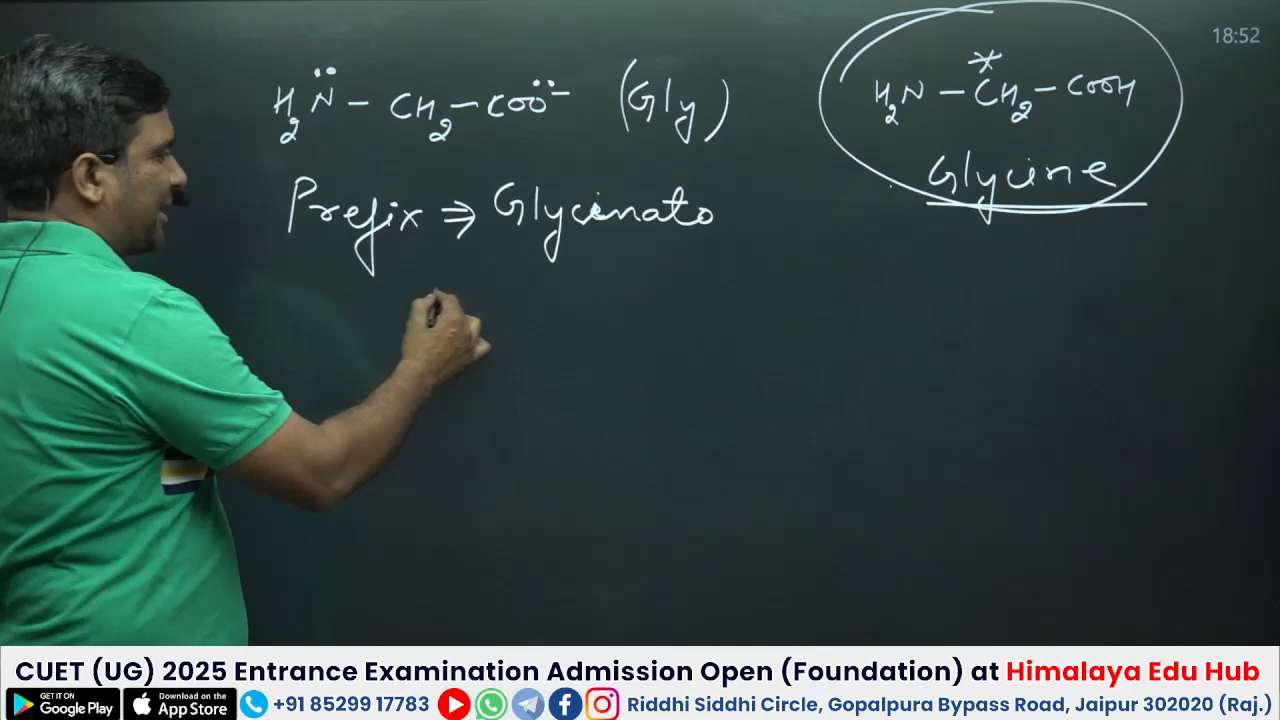 18:52
H₂N̈ – CH₂ – COÖ⁻ (Gly)
H₂N – C*H₂ – COOH
Glycine
Prefix ⇒ Glycinato
CUET (UG) 2025 Entrance Examination Admission Open (Foundation) at Himalaya Edu Hub
GET IT ON Google Play Download on the App Store +91 85299 17783 Riddhi Siddhi Circle, Gopalpura Bypass Road, Jaipur 302020 (Raj.)